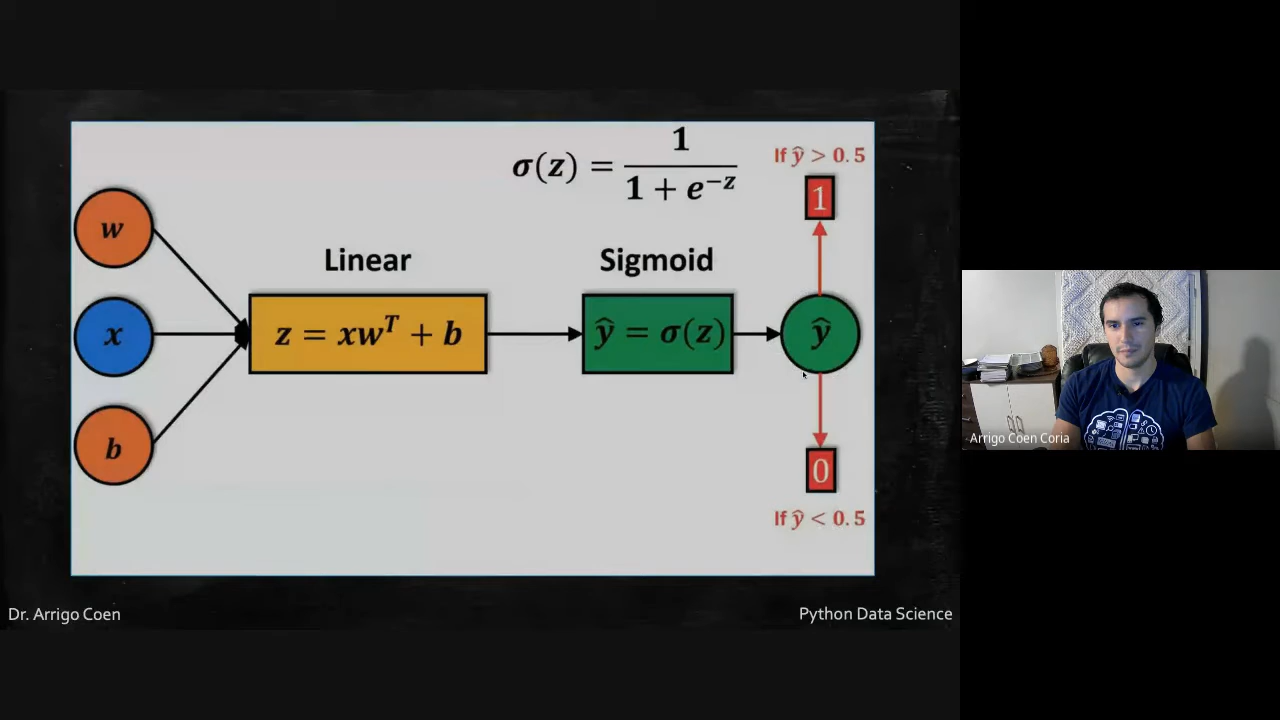 σ(z) = 1 / (1 + e^{-z})
If ŷ > 0.5
1
w
Linear
Sigmoid
x
z = xw^T + b
ŷ = σ(z)
ŷ
b
0
If ŷ < 0.5
Arrigo Coen Coria
Dr. Arrigo Coen
Python Data Science